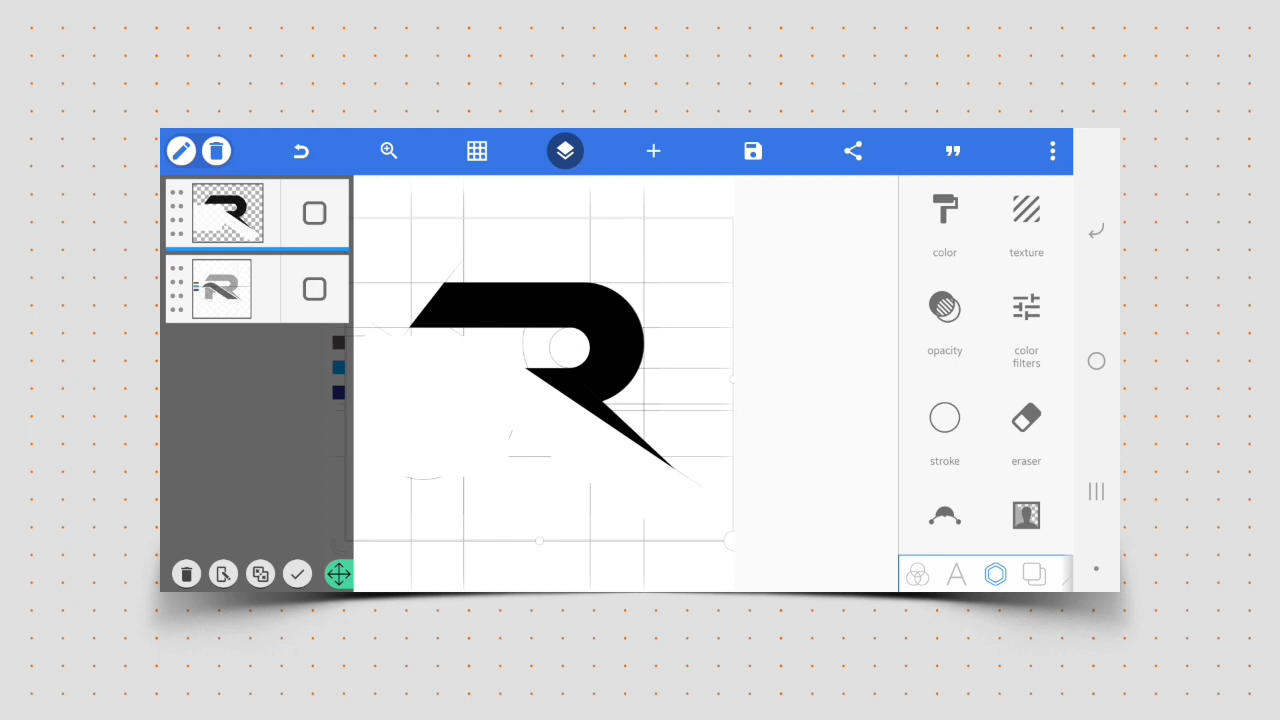 color
texture
opacity
color
filters
stroke
eraser